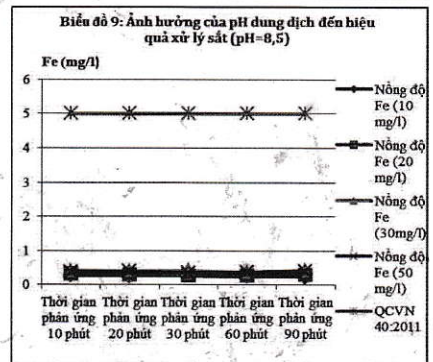 Biểu đồ 9: Ảnh hưởng của pH dung dịch đến hiệu
quả xử lý sắt (pH=8,5)
Fe (mg/l)
6
5
4
3
2
1
0
Thời gian phản ứng 10 phút
Thời gian phản ứng 20 phút
Thời gian phản ứng 30 phút
Thời gian phản ứng 60 phút
Thời gian phản ứng 90 phút
Nồng độ
Fe (10
mg/l)
Nồng độ
Fe (20
mg/l)
Nồng độ
Fe
(30mg/l)
Nồng độ
Fe (50
mg/l)
QCVN
40:2011